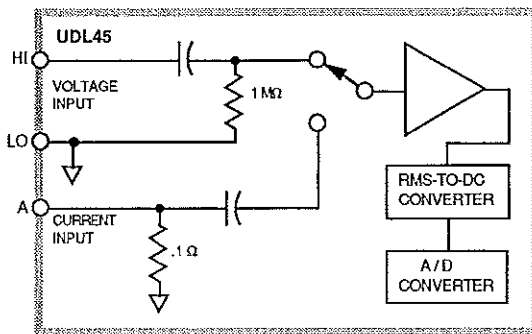 UDL45
HI
VOLTAGE
INPUT
1 MΩ
LO
A
CURRENT
INPUT
.1 Ω
RMS-TO-DC
CONVERTER
A / D
CONVERTER